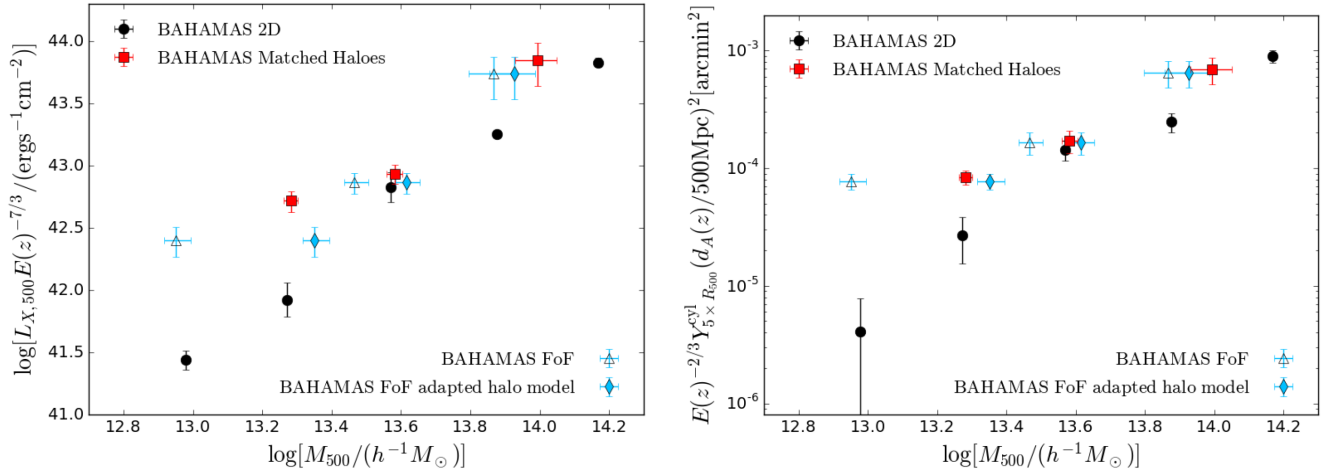 BAHAMAS 2D
BAHAMAS Matched Haloes
BAHAMAS FoF
BAHAMAS FoF adapted halo model
log[L_{X,500}E(z)^{-7/3}/(ergs^{-1}cm^{-2})]
44.0
43.5
43.0
42.5
42.0
41.5
41.0
12.8 13.0 13.2 13.4 13.6 13.8 14.0 14.2
log[M_{500}/(h^{-1}M_⊙)]
BAHAMAS 2D
BAHAMAS Matched Haloes
BAHAMAS FoF
BAHAMAS FoF adapted halo model
E(z)^{-2/3}Y^{cyl}_{5×R_{500}}(d_A(z)/500Mpc)^2[arcmin^2]
10^{-3}
10^{-4}
10^{-5}
10^{-6}
12.8 13.0 13.2 13.4 13.6 13.8 14.0 14.2
log[M_{500}/(h^{-1}M_⊙)]